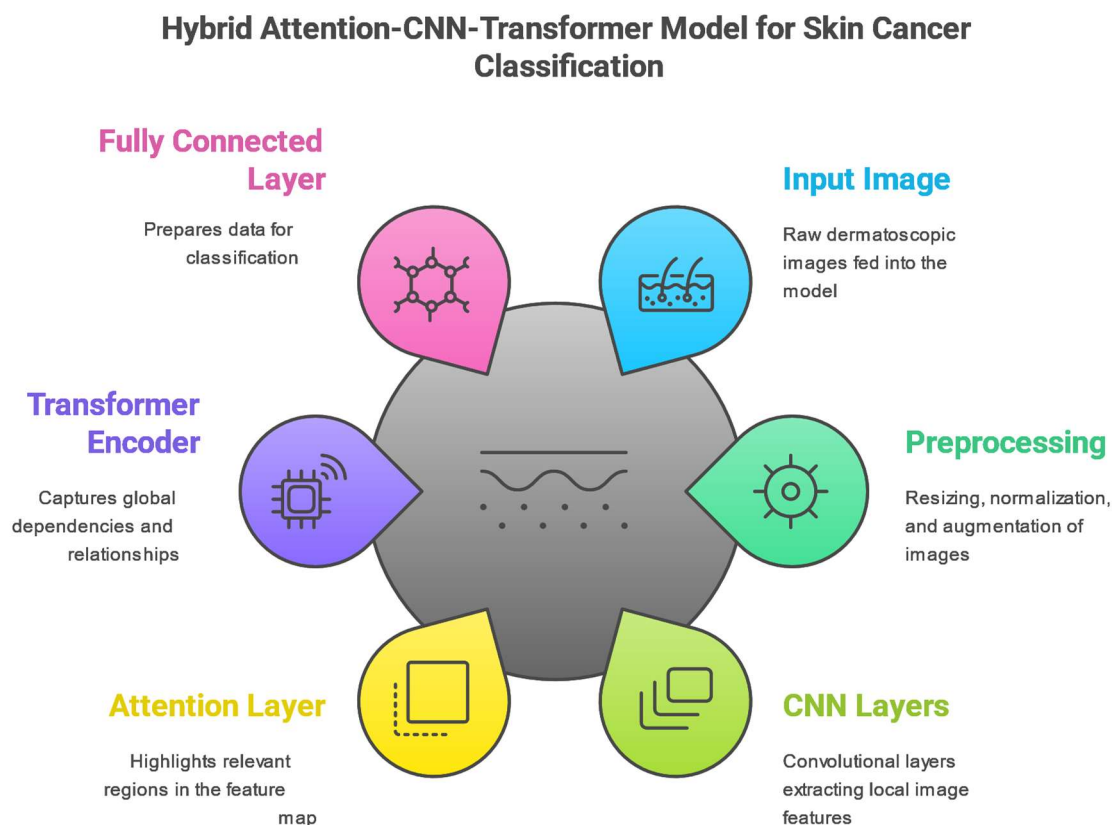 Hybrid Attention-CNN-Transformer Model for Skin Cancer
Classification
Fully Connected
Layer
Prepares data for
classification
Input Image
Raw dermatoscopic
images fed into the
model
Transformer
Encoder
Captures global
dependencies and
relationships
Preprocessing
Resizing, normalization,
and augmentation of
images
Attention Layer
Highlights relevant
regions in the feature
map
CNN Layers
Convolutional layers
extracting local image
features